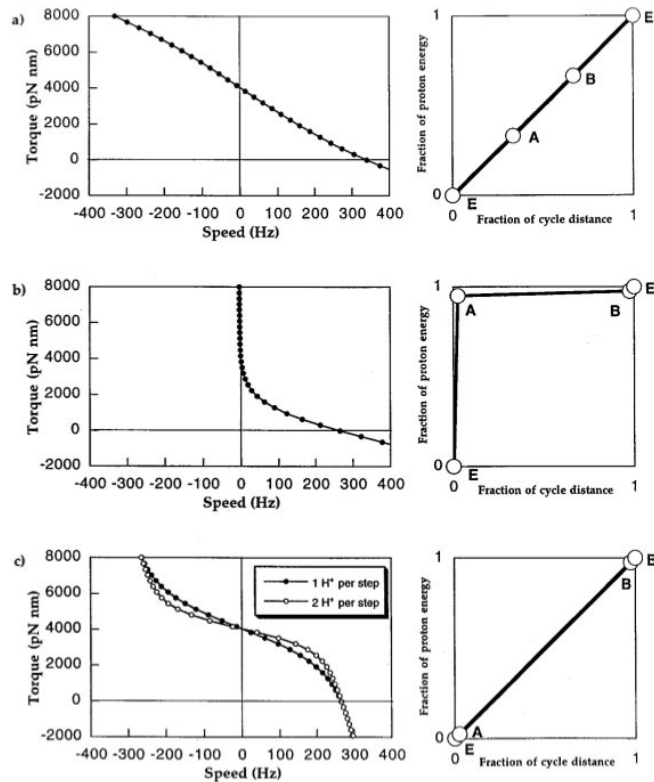 a)
8000
6000
4000
2000
0
-2000
Torque (pN nm)
-400 -300 -200 -100 0 100 200 300 400
Speed (Hz)
1
0
Fraction of proton energy
E
B
A
E
0 Fraction of cycle distance 1
b)
8000
6000
4000
2000
0
-2000
Torque (pN nm)
-400 -300 -200 -100 0 100 200 300 400
Speed (Hz)
1
0
Fraction of proton energy
E
A
B
E
0 Fraction of cycle distance 1
c)
8000
6000
4000
2000
0
-2000
Torque (pN nm)
1 H⁺ per step
2 H⁺ per step
-400 -300 -200 -100 0 100 200 300 400
Speed (Hz)
1
0
Fraction of proton energy
E
B
A
E
0 Fraction of cycle distance 1